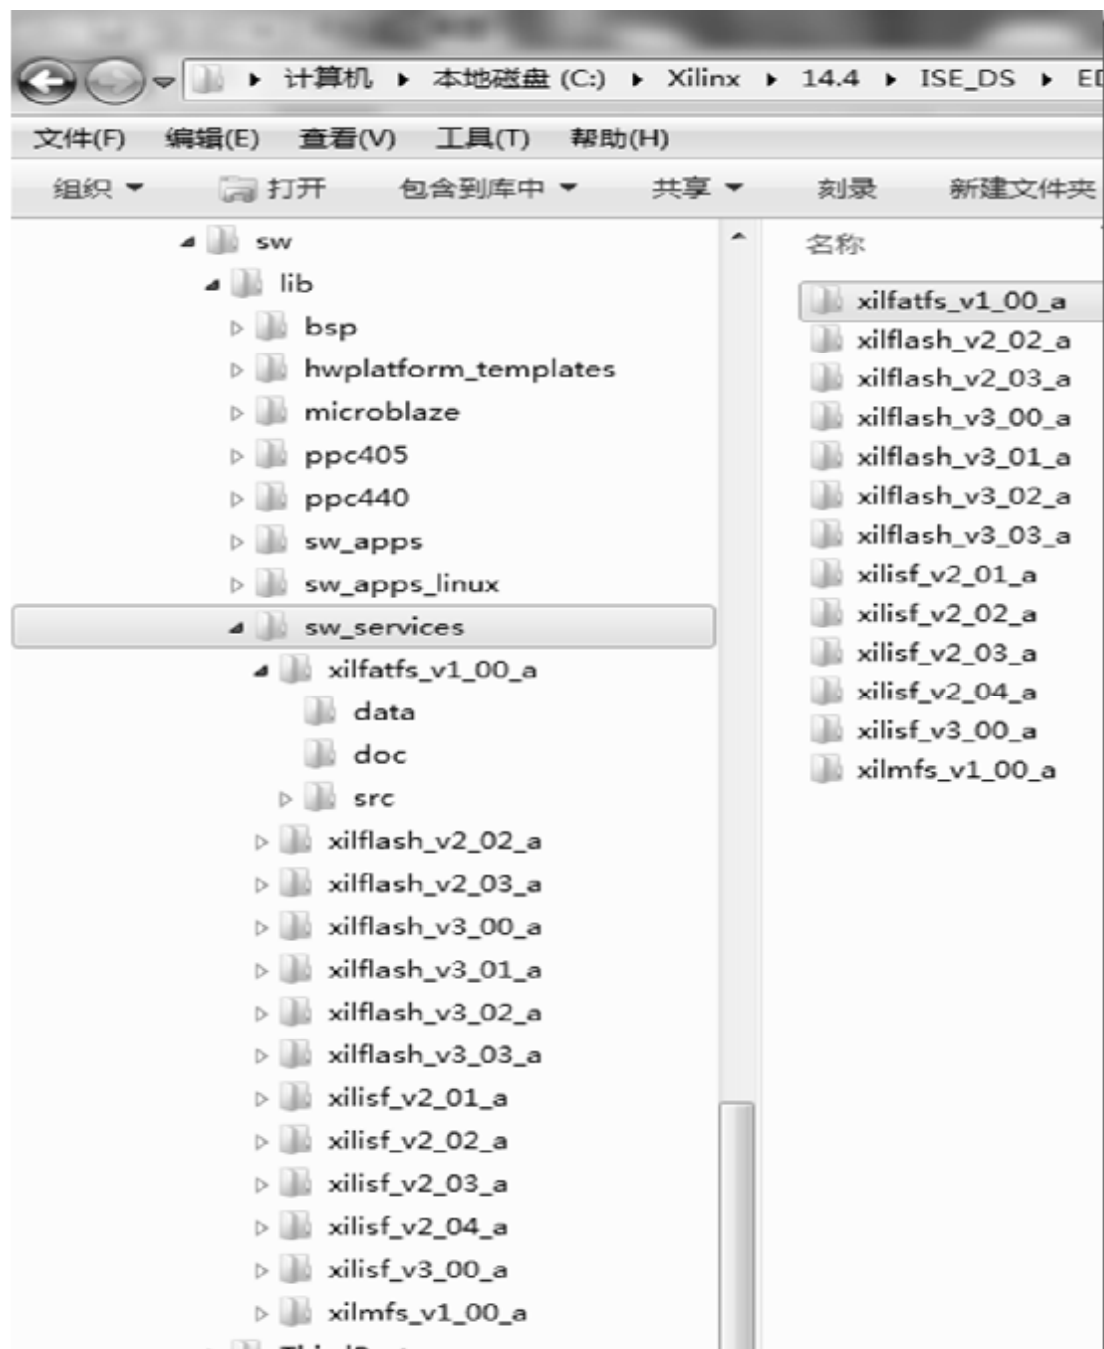 计算机 ▸ 本地磁盘 (C:) ▸ Xilinx ▸ 14.4 ▸ ISE_DS ▸
文件(F) 编辑(E) 查看(V) 工具(T) 帮助(H)
组织 打开 包含到库中 共享 刻录 新建文件夹
sw
lib
bsp
hwplatform_templates
microblaze
ppc405
ppc440
sw_apps
sw_apps_linux
sw_services
xilfatfs_v1_00_a
data
doc
src
xilflash_v2_02_a
xilflash_v2_03_a
xilflash_v3_00_a
xilflash_v3_01_a
xilflash_v3_02_a
xilflash_v3_03_a
xilisf_v2_01_a
xilisf_v2_02_a
xilisf_v2_03_a
xilisf_v2_04_a
xilisf_v3_00_a
xilmfs_v1_00_a
名称
xilfatfs_v1_00_a
xilflash_v2_02_a
xilflash_v2_03_a
xilflash_v3_00_a
xilflash_v3_01_a
xilflash_v3_02_a
xilflash_v3_03_a
xilisf_v2_01_a
xilisf_v2_02_a
xilisf_v2_03_a
xilisf_v2_04_a
xilisf_v3_00_a
xilmfs_v1_00_a